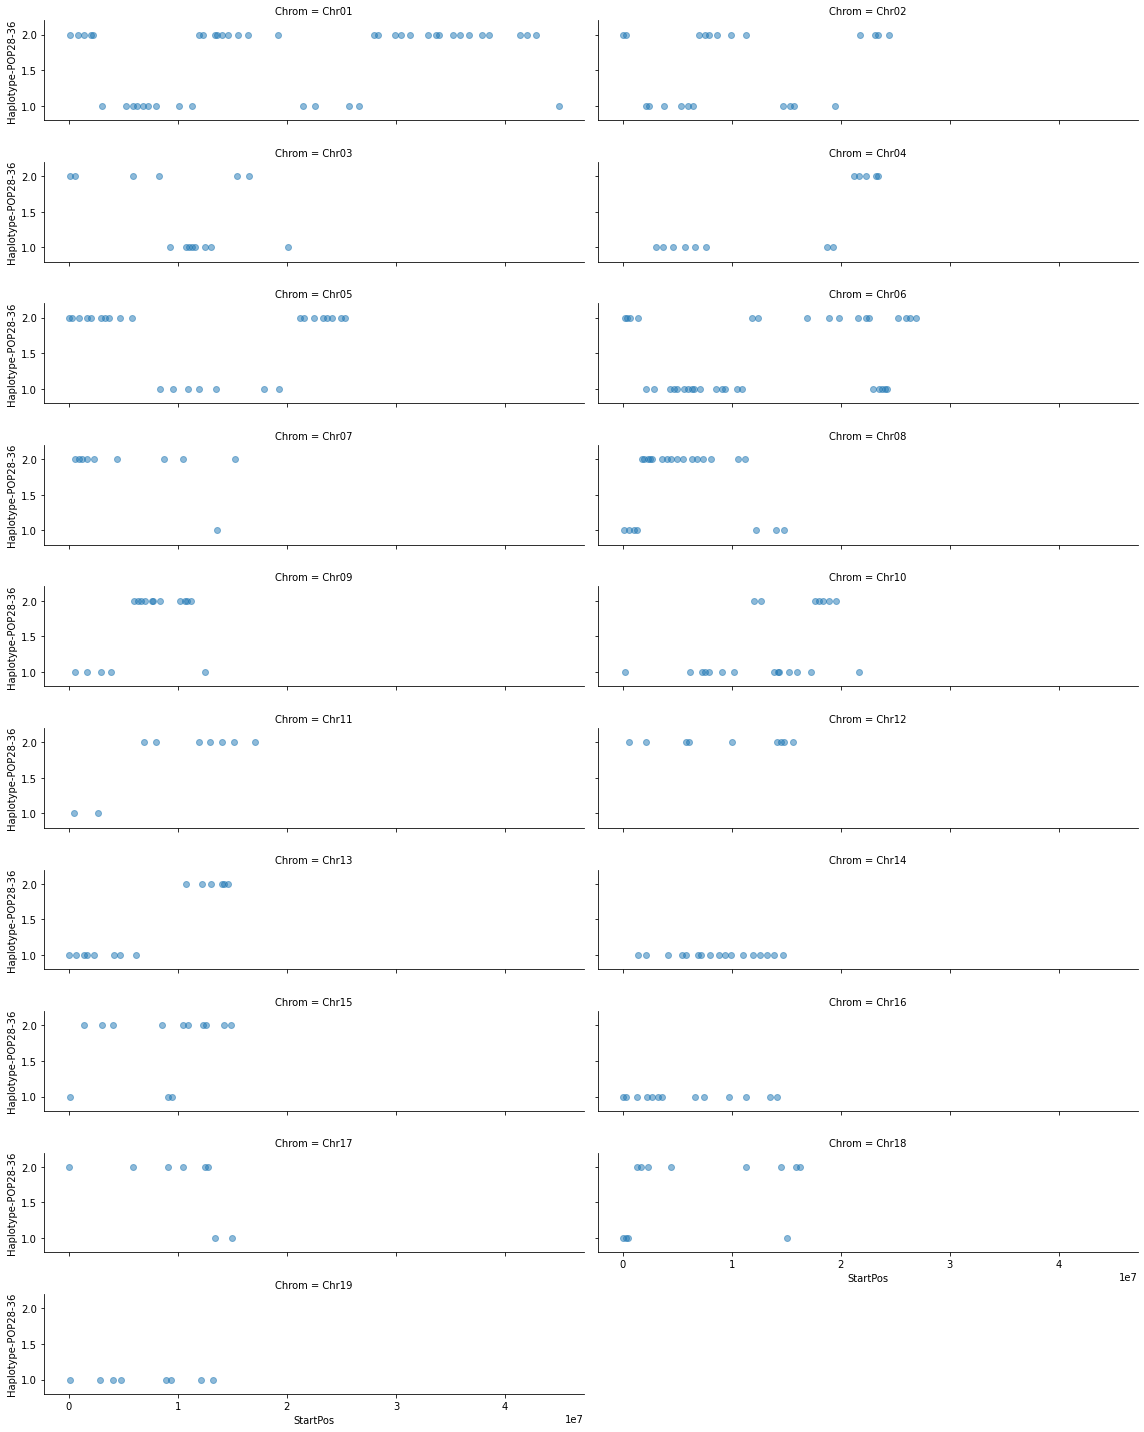 Chrom = Chr01
Chrom = Chr02
Haplotype-POP28-36
2.0
1.5
1.0
Chrom = Chr03
Chrom = Chr04
Haplotype-POP28-36
2.0
1.5
1.0
Chrom = Chr05
Chrom = Chr06
Haplotype-POP28-36
2.0
1.5
1.0
Chrom = Chr07
Chrom = Chr08
Haplotype-POP28-36
2.0
1.5
1.0
Chrom = Chr09
Chrom = Chr10
Haplotype-POP28-36
2.0
1.5
1.0
Chrom = Chr11
Chrom = Chr12
Haplotype-POP28-36
2.0
1.5
1.0
Chrom = Chr13
Chrom = Chr14
Haplotype-POP28-36
2.0
1.5
1.0
Chrom = Chr15
Chrom = Chr16
Haplotype-POP28-36
2.0
1.5
1.0
Chrom = Chr17
Chrom = Chr18
Haplotype-POP28-36
2.0
1.5
1.0
0 1 2 3 4
StartPos
1e7
Chrom = Chr19
Haplotype-POP28-36
2.0
1.5
1.0
0 1 2 3 4
StartPos
1e7